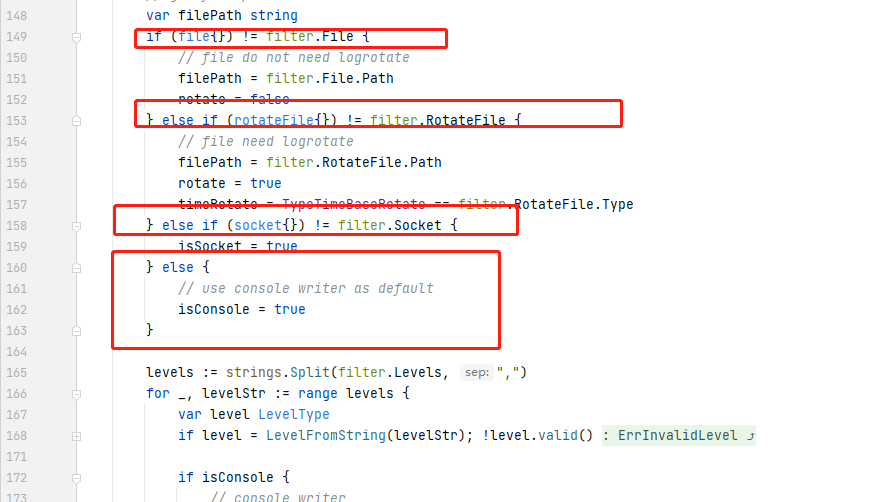 148 var filePath string
149 if (file{}) != filter.File {
150 // file do not need logrotate
151 filePath = filter.File.Path
152 rotate = false
153 } else if (rotateFile{}) != filter.RotateFile {
154 // file need logrotate
155 filePath = filter.RotateFile.Path
156 rotate = true
157 timeRotate = TypeTimeBaseRotate == filter.RotateFile.Type
158 } else if (socket{}) != filter.Socket {
159 isSocket = true
160 } else {
161 // use console writer as default
162 isConsole = true
163 }
164
165 levels := strings.Split(filter.Levels, sep: ",")
166 for _, levelStr := range levels {
167 var level LevelType
168 if level = LevelFromString(levelStr); !level.valid() : ErrInvalidLevel
171
172 if isConsole {
173 // console writer